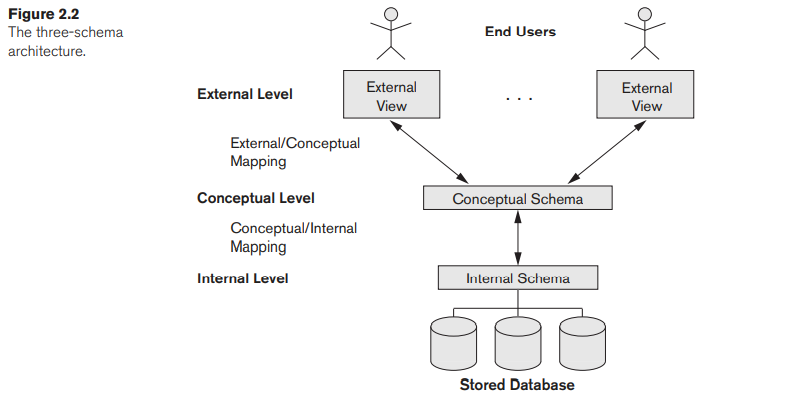 Figure 2.2
The three-schema
architecture.
End Users
External Level
External
View
. . .
External
View
External/Conceptual
Mapping
Conceptual Level
Conceptual Schema
Conceptual/Internal
Mapping
Internal Level
Internal Schema
Stored Database